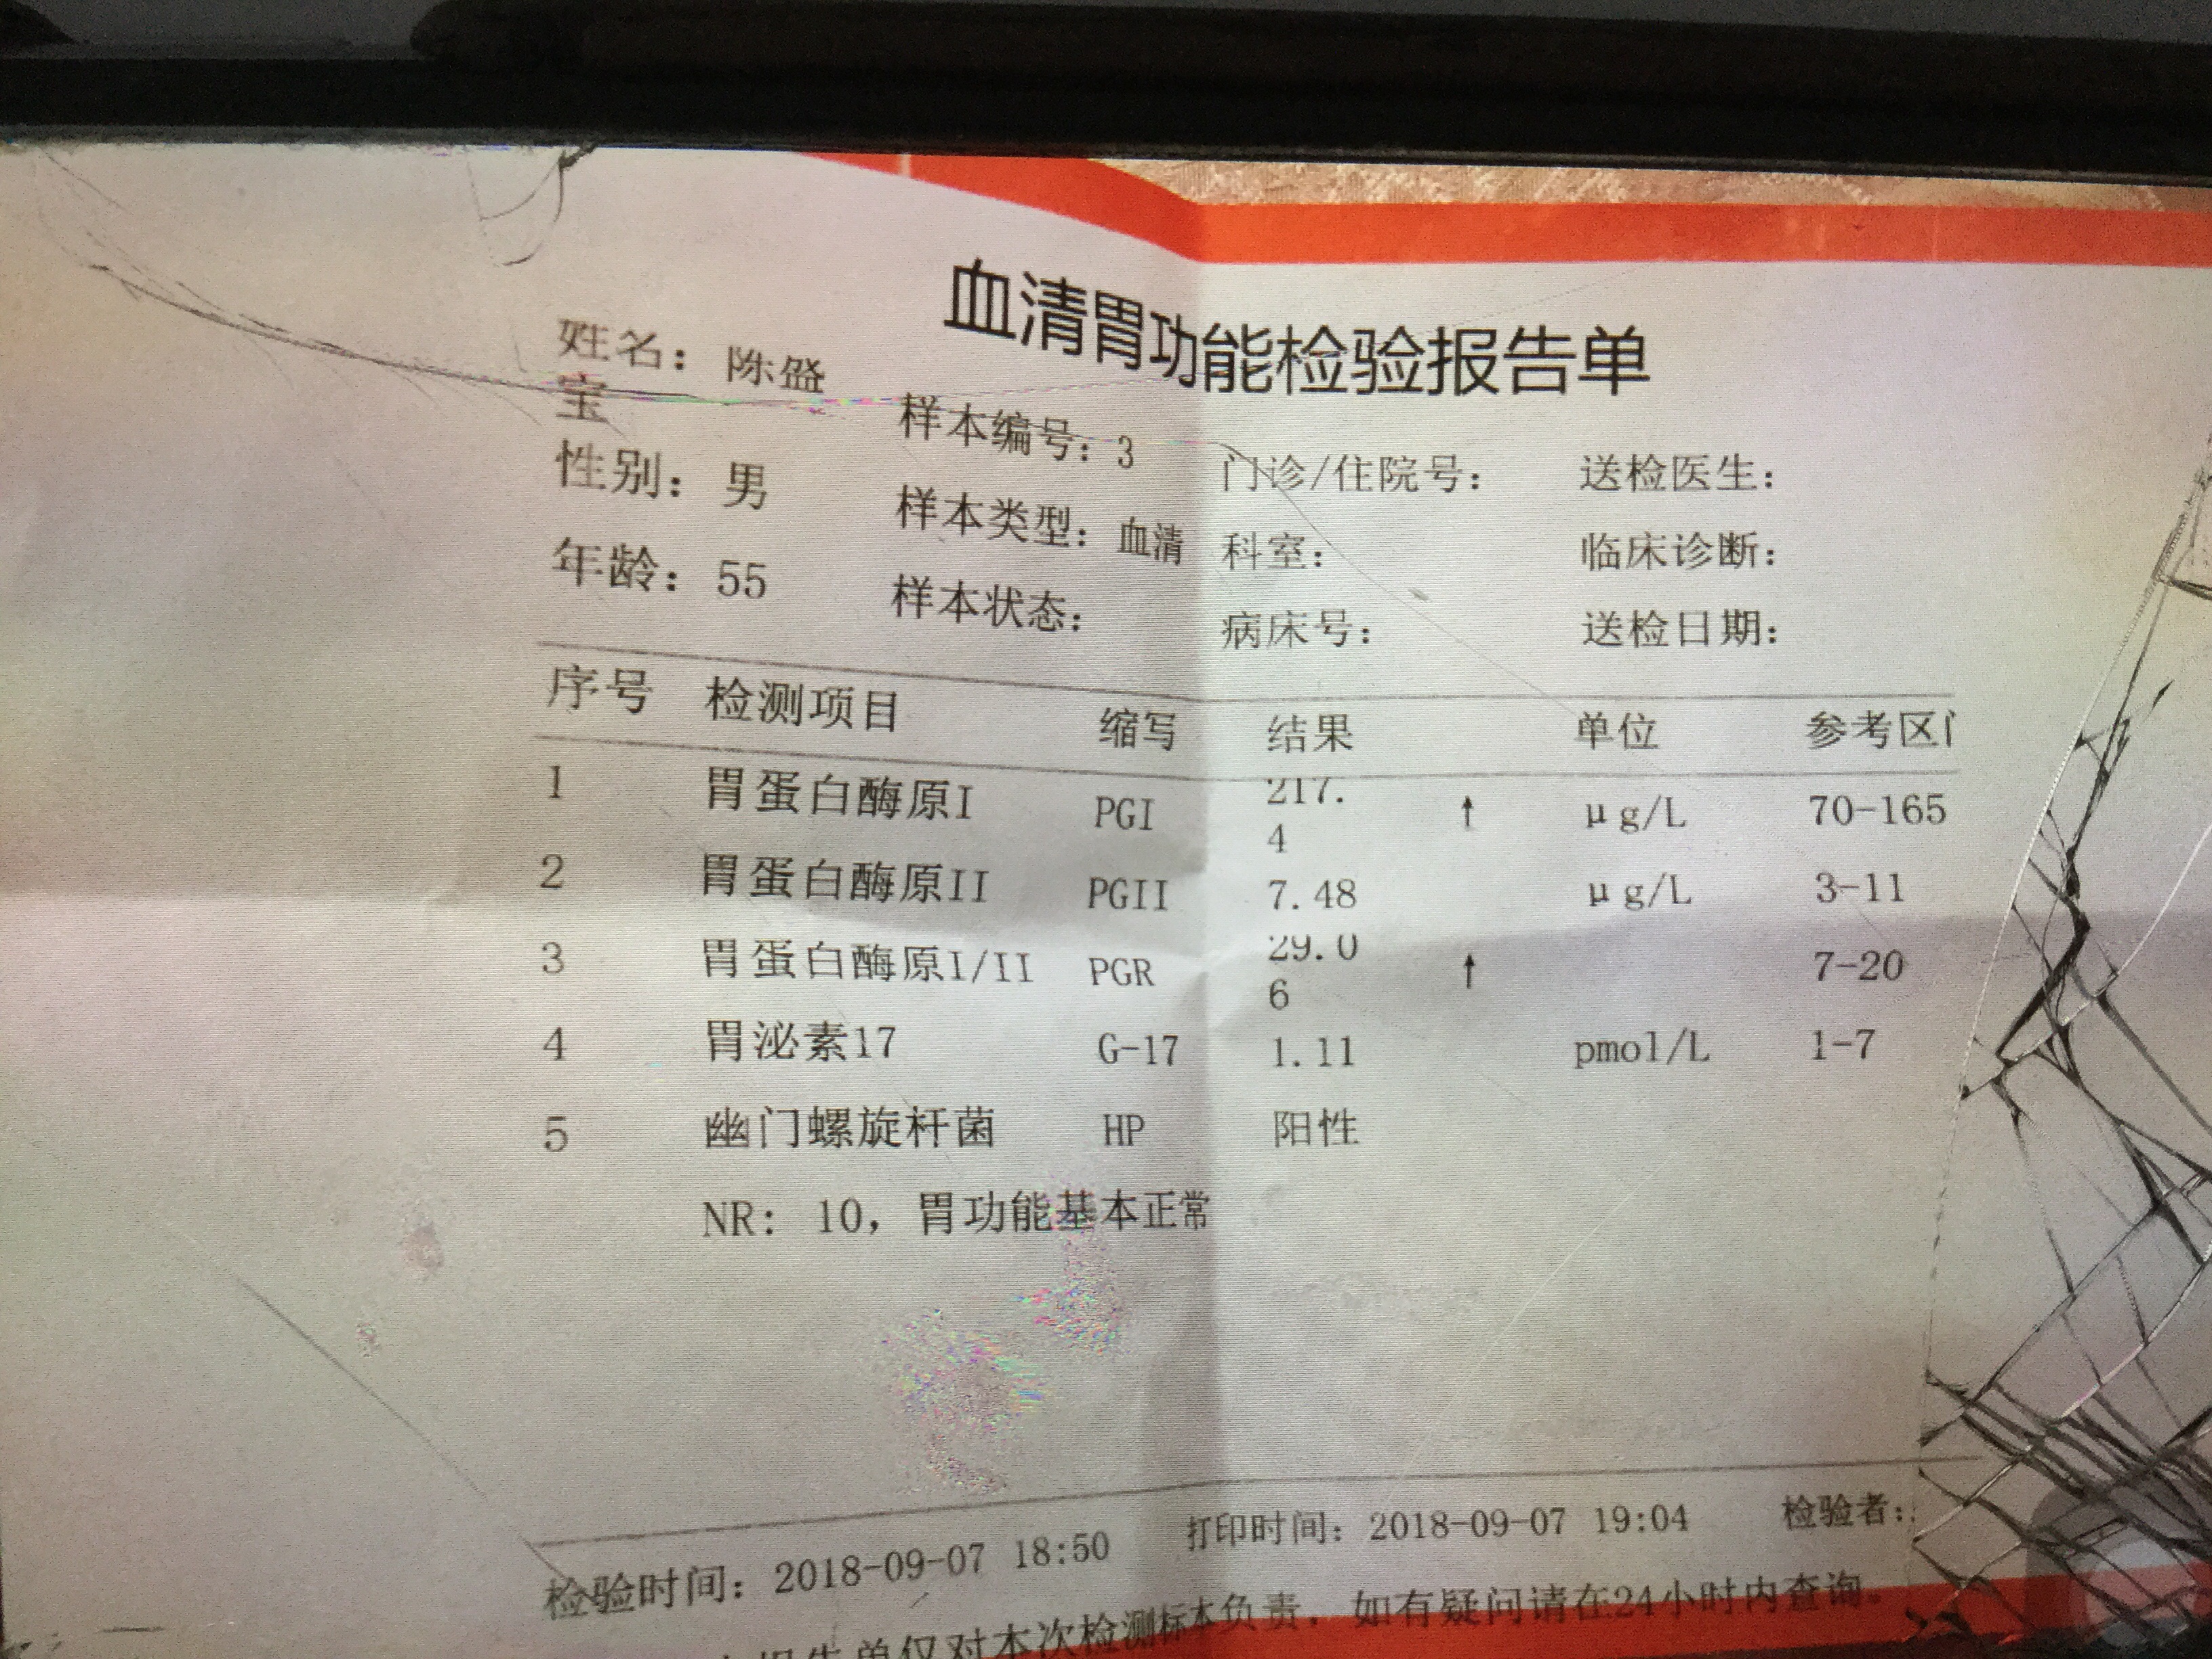 血清胃功能检验报告单
姓名：陈盛
宝
样本编号：3
门诊/住院号：
送检医生：
性别：男
样本类型：血清
科室：
临床诊断：
年龄：55
样本状态：
病床号：
送检日期：
序号 检测项目 缩写 结果 单位 参考区
1 胃蛋白酶原I PGI 217. ↑ μg/L 70-165
4
2 胃蛋白酶原II PGII 7.48 μg/L 3-11
3 胃蛋白酶原I/II PGR 29.0 ↑ 7-20
6
4 胃泌素17 G-17 1.11 pmol/L 1-7
5 幽门螺旋杆菌 HP 阳性
NR: 10，胃功能基本正常
检验时间：2018-09-07 18:50 打印时间：2018-09-07 19:04 检验者：
报告单仅对本次检测标本负责，如有疑问请在24小时内查询。